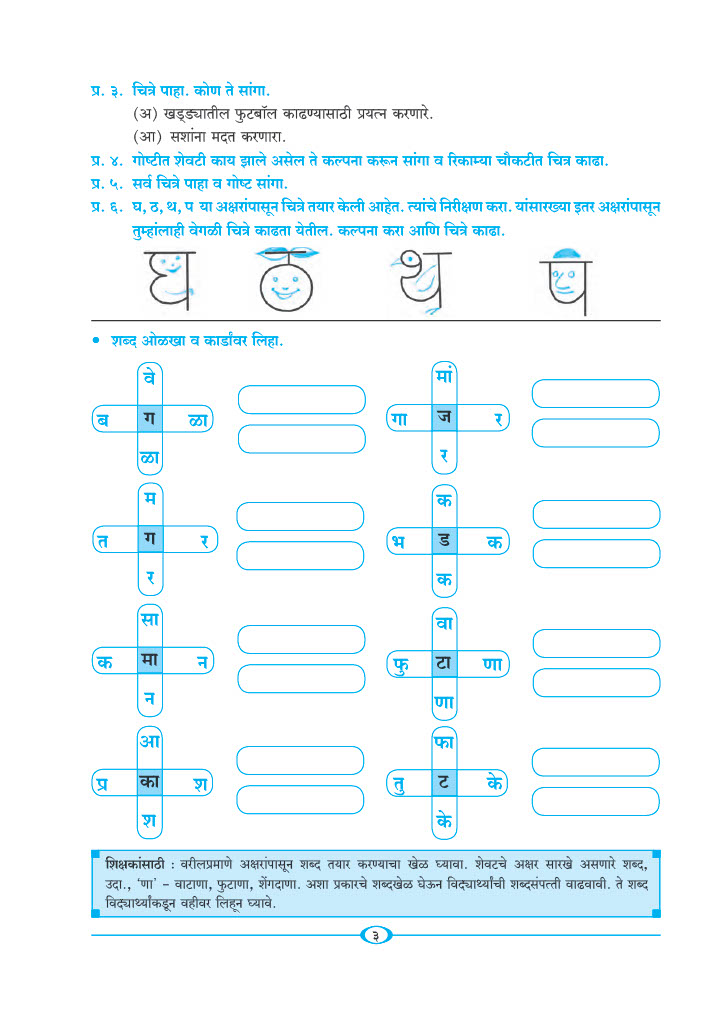 प्र. ३. चित्रे पाहा. कोण ते सांगा.
(अ) खड्ड्यातील फुटबॉल काढण्यासाठी प्रयत्न करणारे.
(आ) सशांना मदत करणारा.
प्र. ४. गोष्टीत शेवटी काय झाले असेल ते कल्पना करून सांगा व रिकाम्या चौकटीत चित्र काढा.
प्र. ५. सर्व चित्रे पाहा व गोष्ट सांगा.
प्र. ६. घ, ठ, थ, प या अक्षरांपासून चित्रे तयार केली आहेत. त्यांचे निरीक्षण करा. यांसारख्या इतर अक्षरांपासून
तुम्हांलाही वेगळी चित्रे काढता येतील. कल्पना करा आणि चित्रे काढा.
घ ठ थ प
• शब्द ओळखा व कार्डांवर लिहा.
वे मां
ब ग ळा गा ज र
ळा र
म क
त ग र भ ड क
र क
सा वा
क मा न फु टा णा
न णा
आ फा
प्र का श तु ट के
श के
शिक्षकांसाठी : वरीलप्रमाणे अक्षरांपासून शब्द तयार करण्याचा खेळ घ्यावा. शेवटचे अक्षर सारखे असणारे शब्द,
उदा., ‘णा’ – वाटाणा, फुटाणा, शेंगदाणा. अशा प्रकारचे शब्दखेळ घेऊन विद्यार्थ्यांची शब्दसंपत्ती वाढवावी. ते शब्द
विद्यार्थ्यांकडून वहीवर लिहून घ्यावे.
३